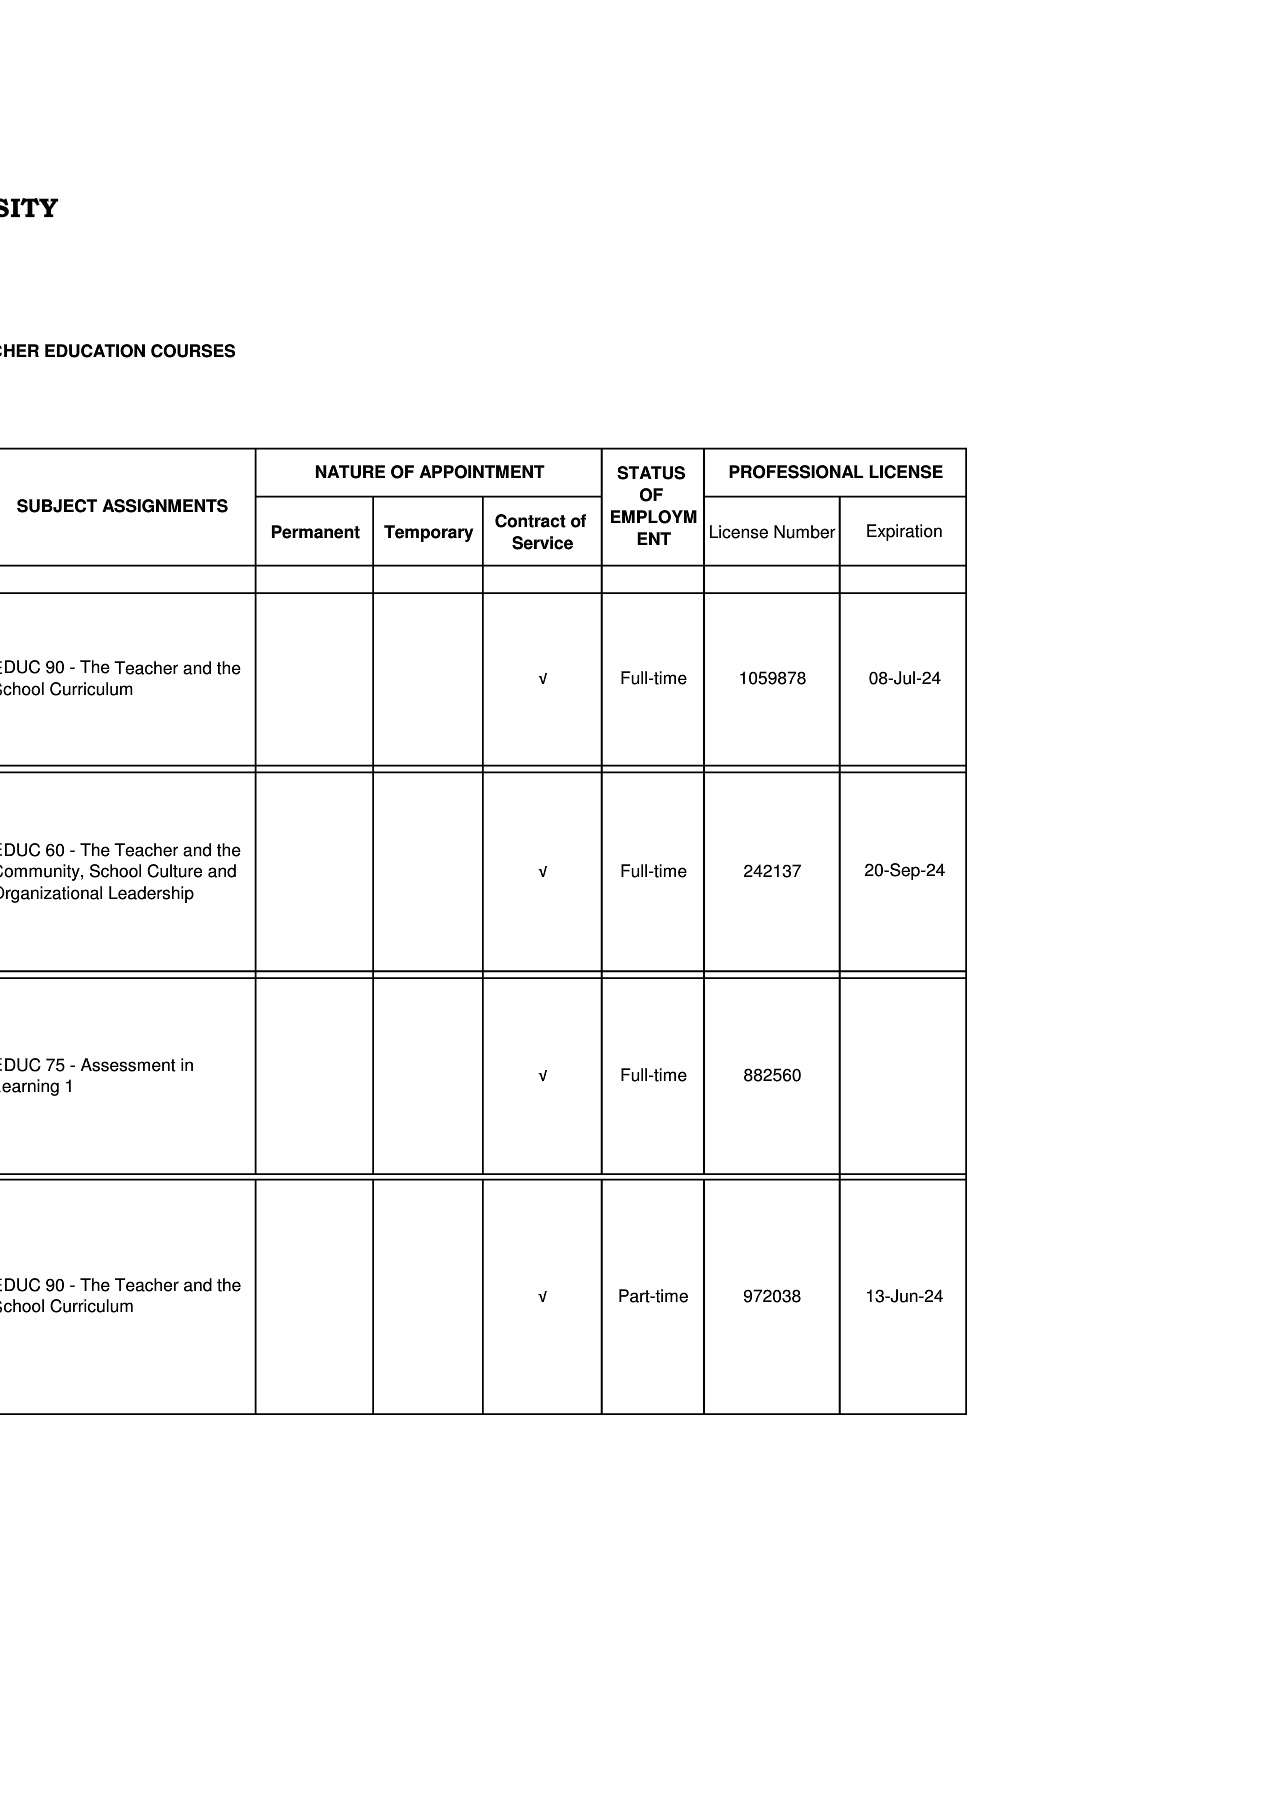 SITY
CHER EDUCATION COURSES
SUBJECT ASSIGNMENTS
NATURE OF APPOINTMENT
STATUS
OF
EMPLOYM
ENT
PROFESSIONAL LICENSE
Permanent
Temporary
Contract of
Service
License Number
Expiration
EDUC 90 - The Teacher and the
School Curriculum
√
Full-time
1059878
08-Jul-24
EDUC 60 - The Teacher and the
Community, School Culture and
Organizational Leadership
√
Full-time
242137
20-Sep-24
EDUC 75 - Assessment in
Learning 1
√
Full-time
882560
EDUC 90 - The Teacher and the
School Curriculum
√
Part-time
972038
13-Jun-24